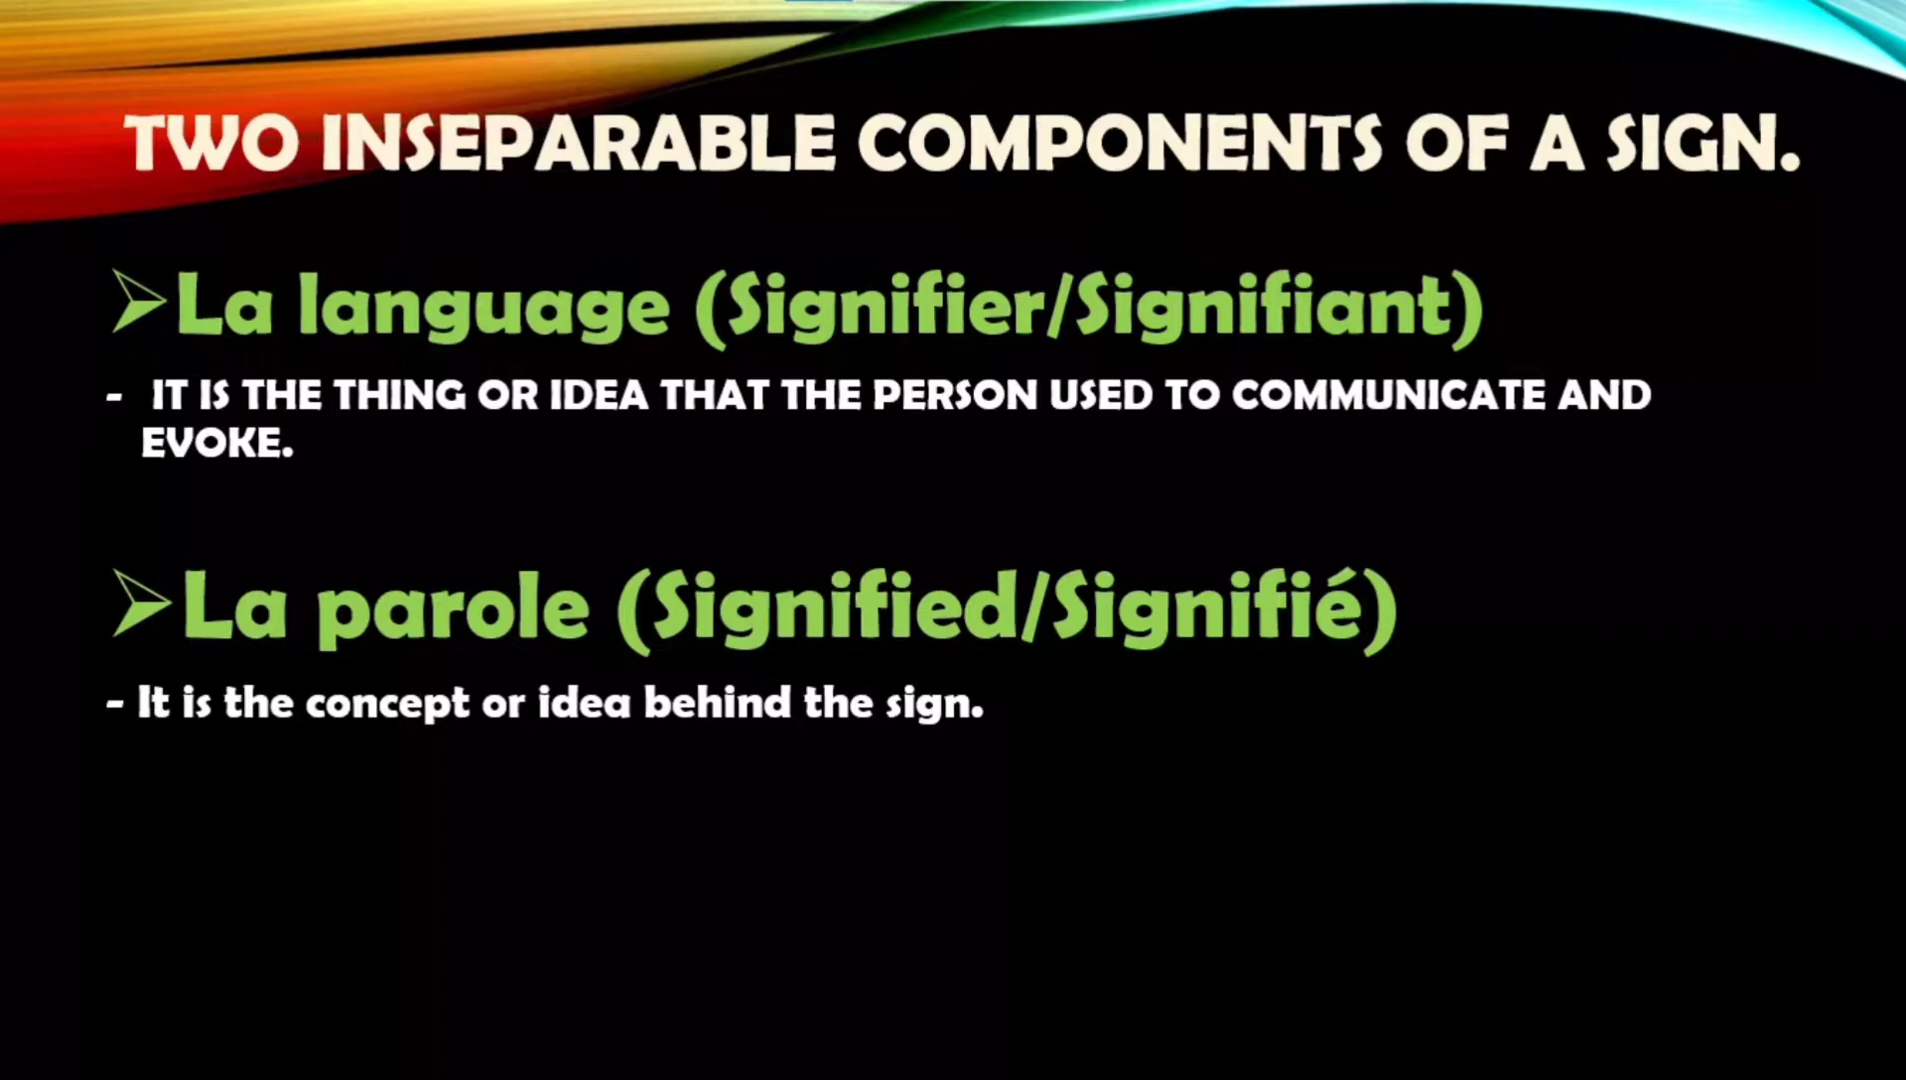 TWO INSEPARABLE COMPONENTS OF A SIGN.
➢La language (Signifier/Signifiant)
- IT IS THE THING OR IDEA THAT THE PERSON USED TO COMMUNICATE AND
EVOKE.
➢La parole (Signified/Signifié)
- It is the concept or idea behind the sign.